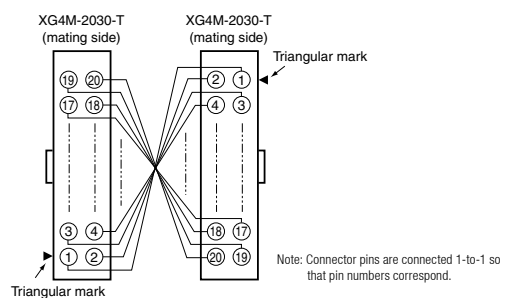 XG4M-2030-T
(mating side)
XG4M-2030-T
(mating side)
Triangular mark
19 20
2 1
17 18
4 3
3 4
18 17
1 2
20 19
Note: Connector pins are connected 1-to-1 so
that pin numbers correspond.
Triangular mark